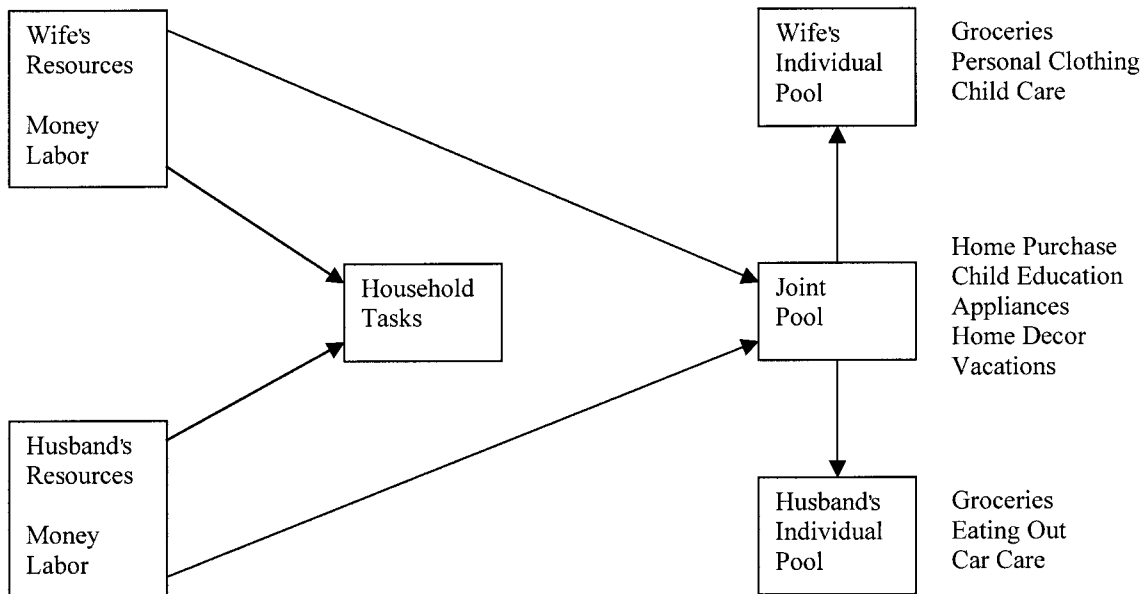 Wife's
Resources
Money
Labor
Husband's
Resources
Money
Labor
Household
Tasks
Wife's
Individual
Pool
Groceries
Personal Clothing
Child Care
Joint
Pool
Home Purchase
Child Education
Appliances
Home Decor
Vacations
Husband's
Individual
Pool
Groceries
Eating Out
Car Care